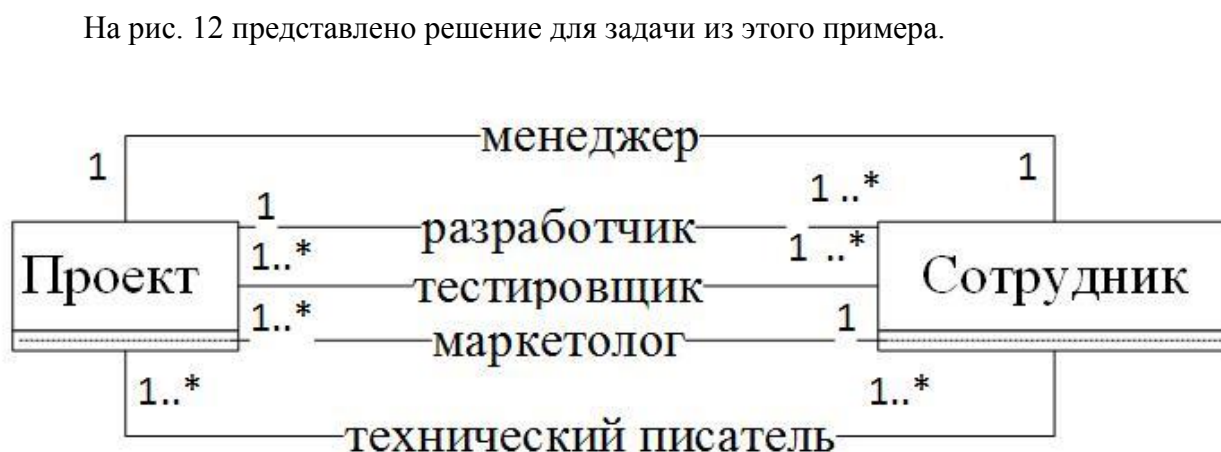 На рис. 12 представлено решение для задачи из этого примера.
менеджер
1 1
1 разработчик 1 ..*
Проект 1..* тестировщик 1 ..* Сотрудник
1..* маркетолог 1
1..* 1..*
технический писатель